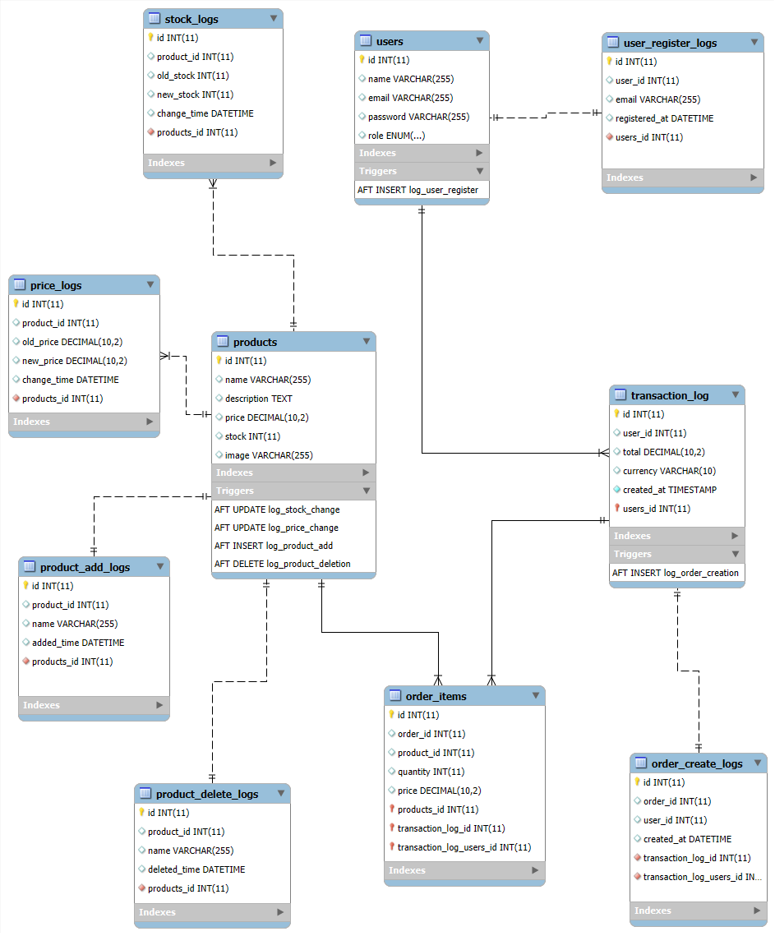 stock_logs
id INT(11)
product_id INT(11)
old_stock INT(11)
new_stock INT(11)
change_time DATETIME
products_id INT(11)
Indexes
users
id INT(11)
name VARCHAR(255)
email VARCHAR(255)
password VARCHAR(255)
role ENUM(...)
Indexes
Triggers
AFT INSERT log_user_register
user_register_logs
id INT(11)
user_id INT(11)
email VARCHAR(255)
registered_at DATETIME
users_id INT(11)
Indexes
price_logs
id INT(11)
product_id INT(11)
old_price DECIMAL(10,2)
new_price DECIMAL(10,2)
change_time DATETIME
products_id INT(11)
Indexes
products
id INT(11)
name VARCHAR(255)
description TEXT
price DECIMAL(10,2)
stock INT(11)
image VARCHAR(255)
Indexes
Triggers
AFT UPDATE log_stock_change
AFT UPDATE log_price_change
AFT INSERT log_product_add
AFT DELETE log_product_deletion
transaction_log
id INT(11)
user_id INT(11)
total DECIMAL(10,2)
currency VARCHAR(10)
created_at TIMESTAMP
users_id INT(11)
Indexes
Triggers
AFT INSERT log_order_creation
product_add_logs
id INT(11)
product_id INT(11)
name VARCHAR(255)
added_time DATETIME
products_id INT(11)
Indexes
order_items
id INT(11)
order_id INT(11)
product_id INT(11)
quantity INT(11)
price DECIMAL(10,2)
products_id INT(11)
transaction_log_id INT(11)
transaction_log_users_id INT(11)
Indexes
product_delete_logs
id INT(11)
product_id INT(11)
name VARCHAR(255)
deleted_time DATETIME
products_id INT(11)
Indexes
order_create_logs
id INT(11)
order_id INT(11)
user_id INT(11)
created_at DATETIME
transaction_log_id INT(11)
transaction_log_users_id IN...
Indexes